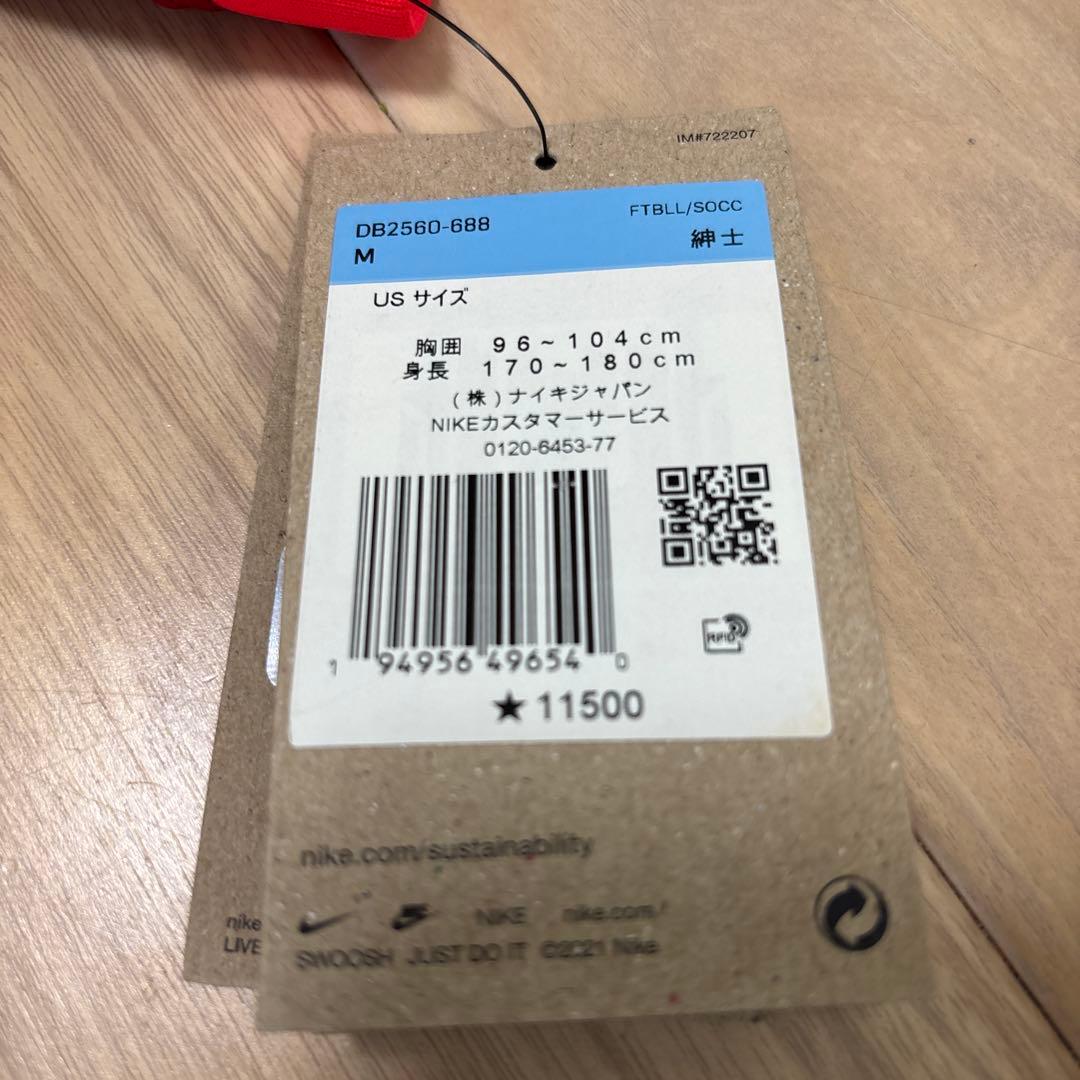 IM#722207
DB2560-688
FTBLL/SOCC
M
紳士
US サイズ
胸囲 96~104cm
身長 170~180cm
(株)ナイキジャパン
NIKEカスタマーサービス
0120-6453-77
RFID
1 94956 49654 0
★11500
nike.com/sustainability
NIKE nike.com/
SWOOSH JUST DO IT ©2021 Nike
nike
LIVE